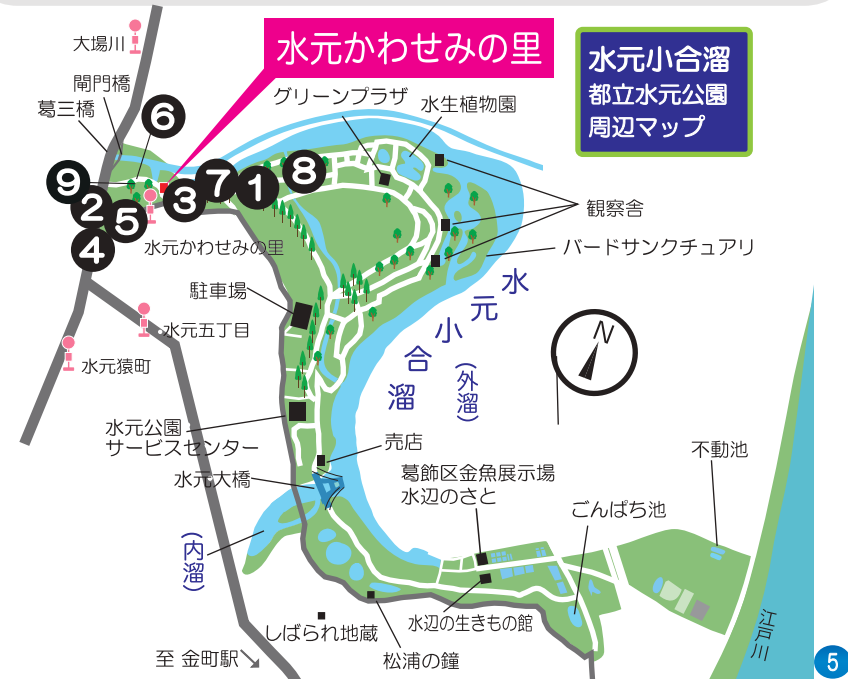 大場川
水元かわせみの里
水元小合溜
都立水元公園
周辺マップ
閘門橋
葛三橋
グリーンプラザ
水生植物園
6
8
7
1
3
9
2
5
4
観察舎
バードサンクチュアリ
水元かわせみの里
駐車場
水元五丁目
水元猿町
水元小合溜
(外溜)
N
水元公園
サービスセンター
売店
水元大橋
葛飾区金魚展示場
水辺のさと
不動池
ごんぱち池
(内溜)
しばられ地蔵
水辺の生きもの館
松浦の鐘
至 金町駅
江戸川
5